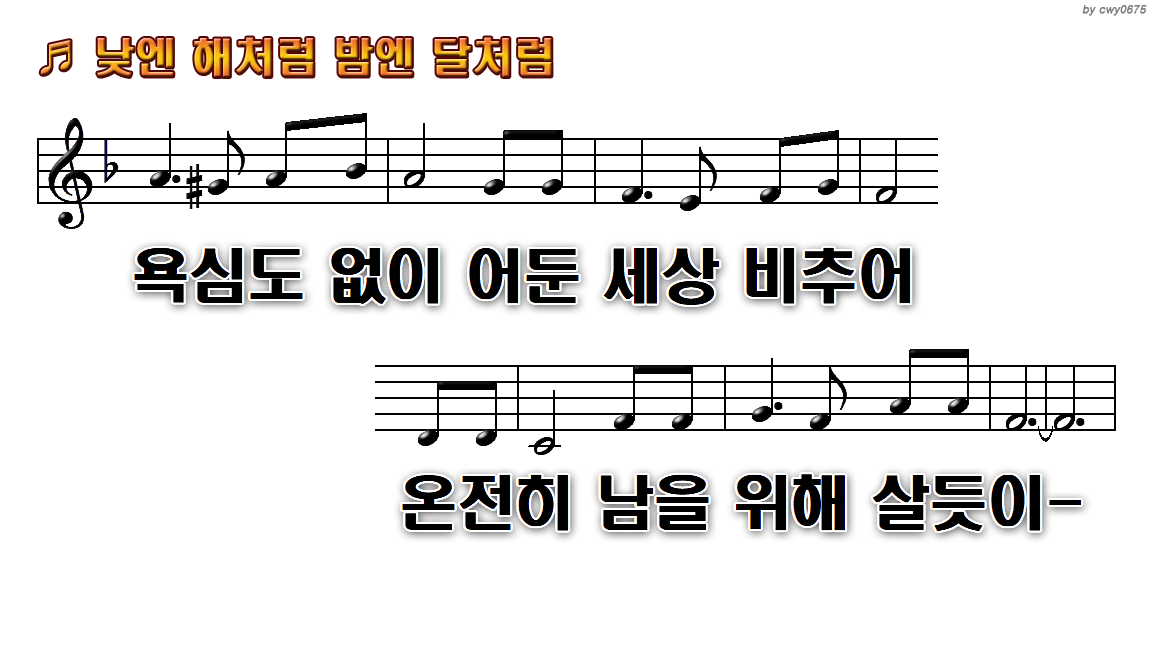 by cwy0675
♬ 낮엔 해처럼 밤엔 달처럼
욕심도 없이 어둔 세상 비추어
온전히 남을 위해 살듯이-